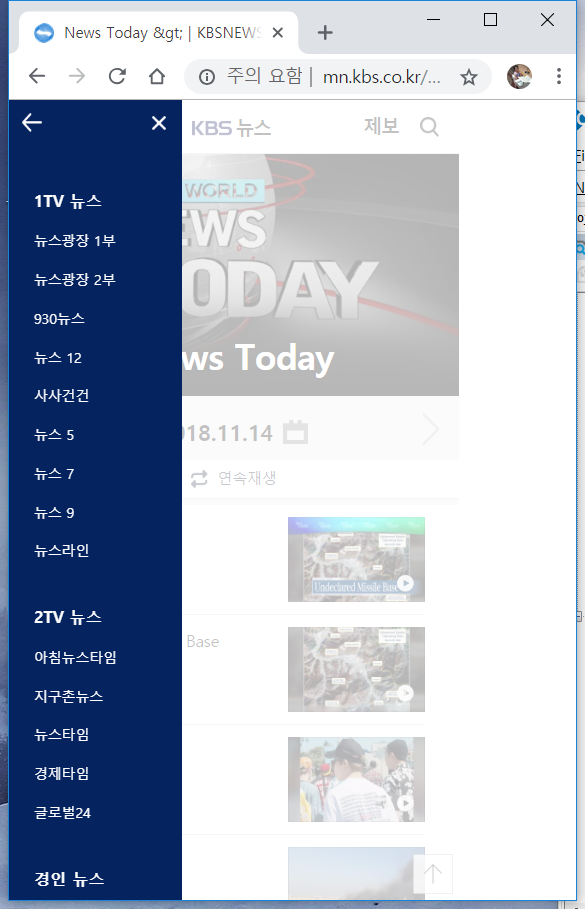 News Today &gt; | KBSNEWS
주의 요함 | mn.kbs.co.kr/...
KBS 뉴스
제보
WORLD
EWS
TODAY
ws Today
018.11.14
연속재생
Undeclared Missile Base
Base
1TV 뉴스
뉴스광장 1부
뉴스광장 2부
930뉴스
뉴스 12
사사건건
뉴스 5
뉴스 7
뉴스 9
뉴스라인
2TV 뉴스
아침뉴스타임
지구촌뉴스
뉴스타임
경제타임
글로벌24
경인 뉴스